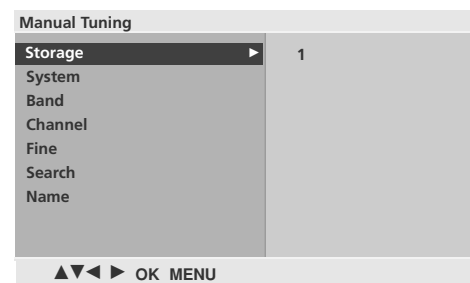 Manual Tuning
Storage ► 1
System
Band
Channel
Fine
Search
Name
▲▼◄ ► OK MENU